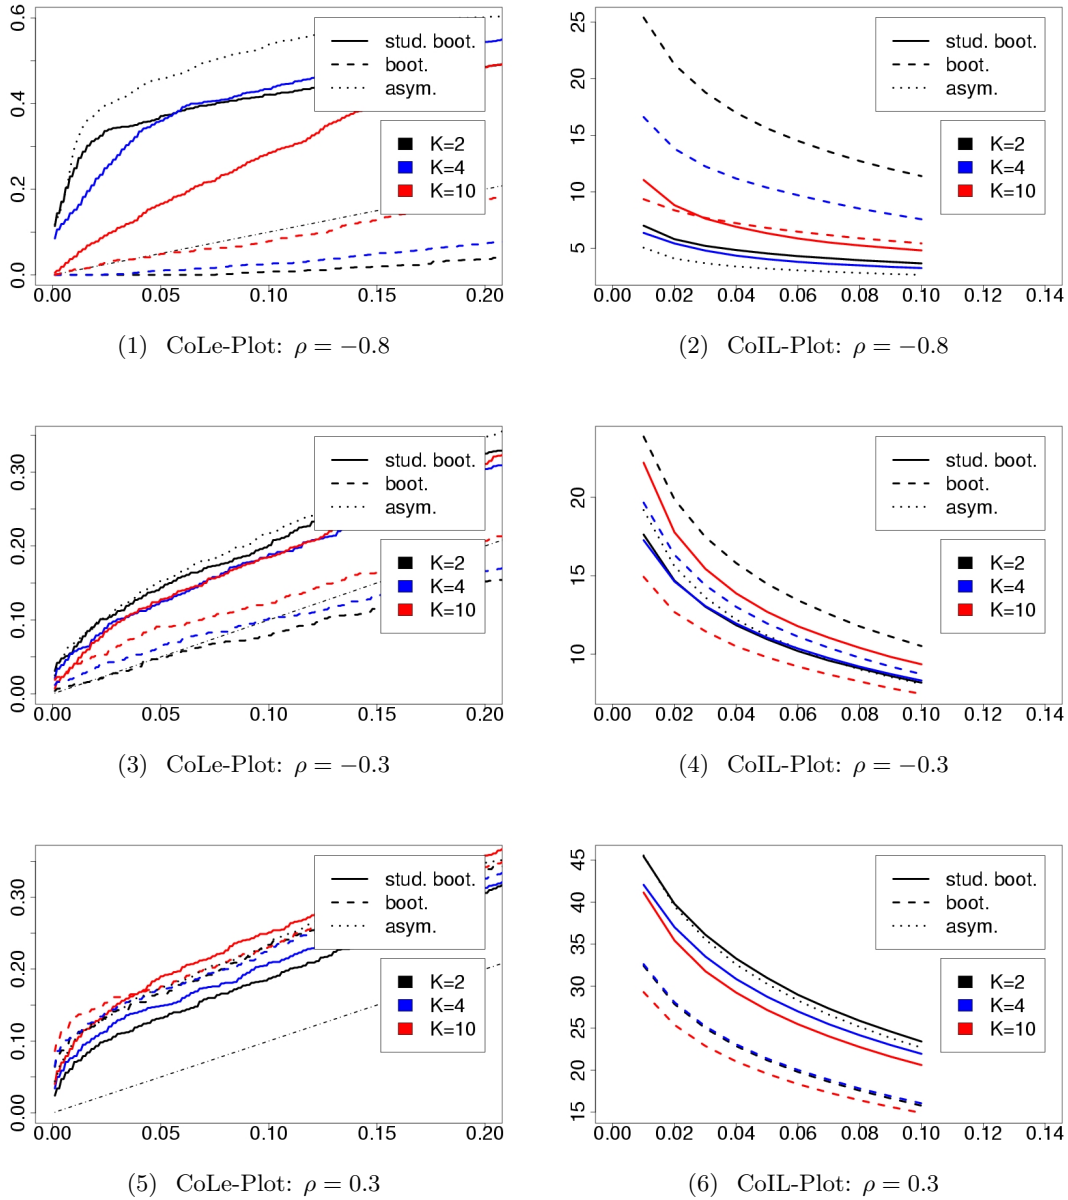 0.6
0.4
0.2
0.0
stud. boot.
boot.
asym.
K=2
K=4
K=10
0.00 0.05 0.10 0.15 0.20
(1) CoLe-Plot: ρ = −0.8
25
20
15
10
5
stud. boot.
boot.
asym.
K=2
K=4
K=10
0.00 0.02 0.04 0.06 0.08 0.10 0.12 0.14
(2) CoIL-Plot: ρ = −0.8
0.30
0.20
0.10
0.00
stud. boot.
boot.
asym.
K=2
K=4
K=10
0.00 0.05 0.10 0.15 0.20
(3) CoLe-Plot: ρ = −0.3
20
15
10
stud. boot.
boot.
asym.
K=2
K=4
K=10
0.00 0.02 0.04 0.06 0.08 0.10 0.12 0.14
(4) CoIL-Plot: ρ = −0.3
0.30
0.20
0.10
0.00
stud. boot.
boot.
asym.
K=2
K=4
K=10
0.00 0.05 0.10 0.15 0.20
(5) CoLe-Plot: ρ = 0.3
45
40
35
30
25
20
15
stud. boot.
boot.
asym.
K=2
K=4
K=10
0.00 0.02 0.04 0.06 0.08 0.10 0.12 0.14
(6) CoIL-Plot: ρ = 0.3